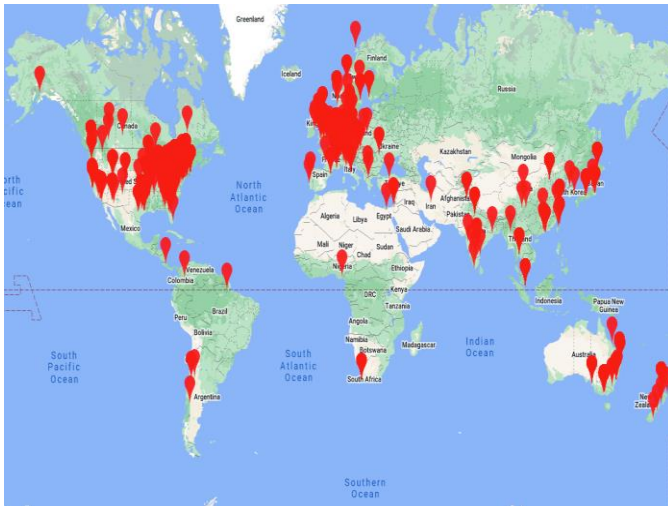 Greenland
Iceland
Finland
Russia
Canada
Ukraine
Kazakhstan
Mongolia
Spain
Italy
North
Atlantic
Ocean
Afghanistan
Pakistan
Iraq
Iran
Algeria
Libya
Egypt
Saudi Arabia
Mexico
Mali
Niger
Chad
Sudan
Thailand
Nigeria
Ethiopia
Venezuela
Colombia
DRC
Kenya
Tanzania
Indonesia
Papua New
Guinea
Peru
Brazil
Bolivia
Angola
Namibia
Botswana
Madagascar
South
Pacific
Ocean
South
Atlantic
Ocean
Indian
Ocean
Australia
South Africa
Argentina
New
Southern
Ocean